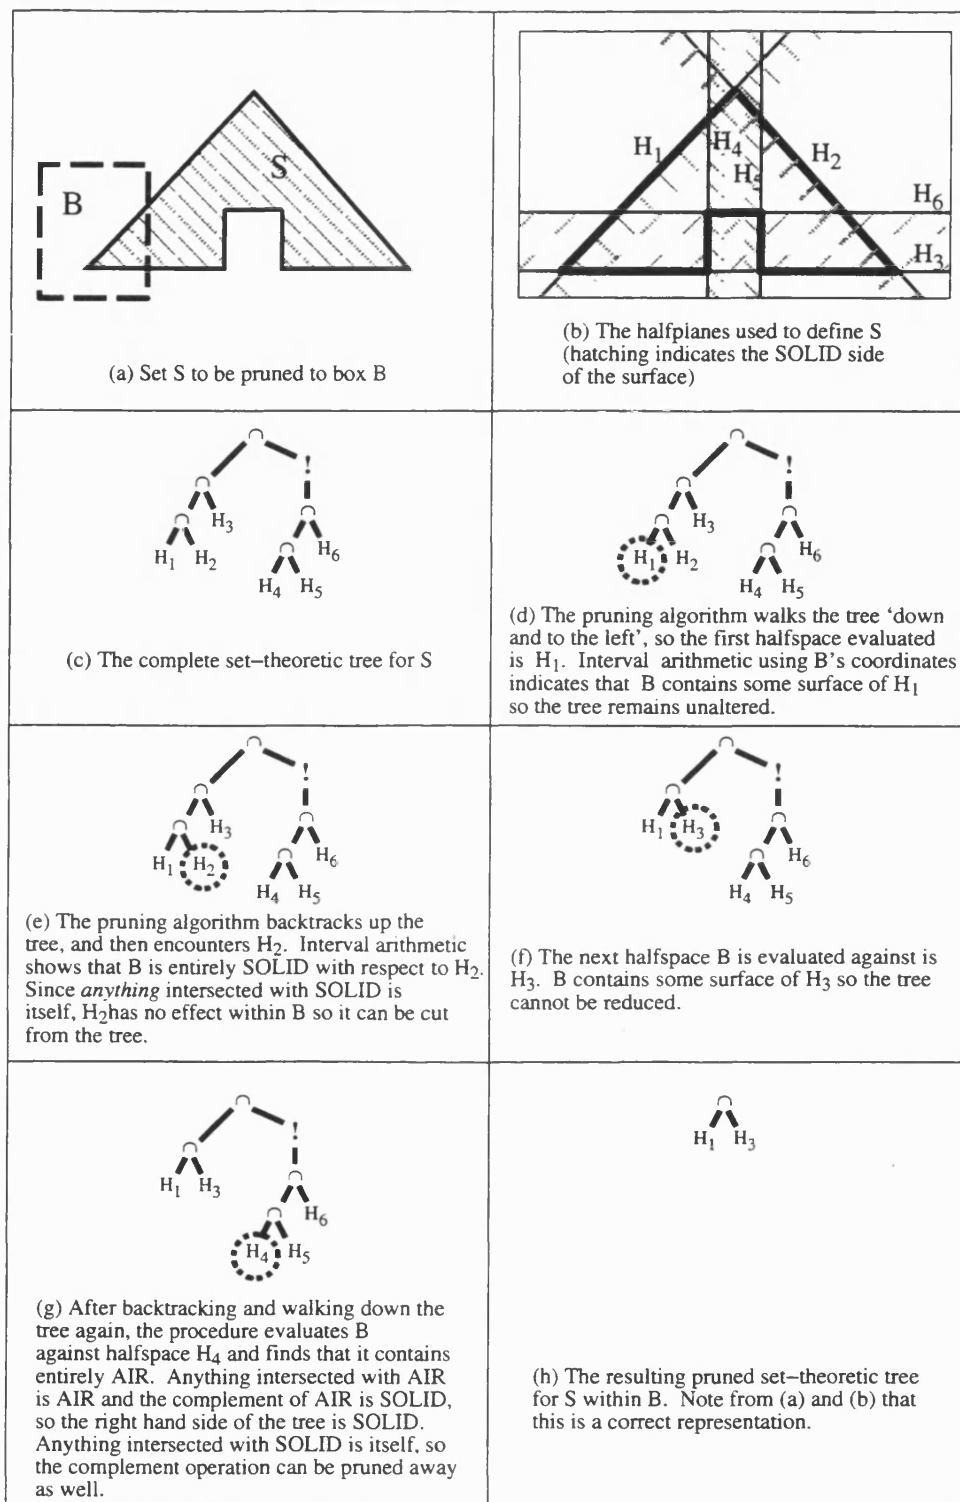 B
S
(a) Set S to be pruned to box B
H1
H4
H5
H2
H6
H3
(b) The halfplanes used to define S
(hatching indicates the SOLID side
of the surface)
∩
!
∩
∩
H3
∩
H1 H2
∩
H6
H4 H5
(c) The complete set–theoretic tree for S
∩
!
∩
∩
H3
∩
H1 H2
∩
H6
H4 H5
(d) The pruning algorithm walks the tree ‘down
and to the left’, so the first halfspace evaluated
is H1. Interval arithmetic using B’s coordinates
indicates that B contains some surface of H1
so the tree remains unaltered.
∩
!
∩
∩
H3
∩
H1 H2
∩
H6
H4 H5
(e) The pruning algorithm backtracks up the
tree, and then encounters H2. Interval arithmetic
shows that B is entirely SOLID with respect to H2.
Since anything intersected with SOLID is
itself, H2has no effect within B so it can be cut
from the tree.
∩
!
∩
H1 H3
∩
∩
H6
H4 H5
(f) The next halfspace B is evaluated against is
H3. B contains some surface of H3 so the tree
cannot be reduced.
∩
!
∩
H1 H3
∩
∩
H6
H4 H5
(g) After backtracking and walking down the
tree again, the procedure evaluates B
against halfspace H4 and finds that it contains
entirely AIR. Anything intersected with AIR
is AIR and the complement of AIR is SOLID,
so the right hand side of the tree is SOLID.
Anything intersected with SOLID is itself, so
the complement operation can be pruned away
as well.
∩
H1 H3
(h) The resulting pruned set–theoretic tree
for S within B. Note from (a) and (b) that
this is a correct representation.